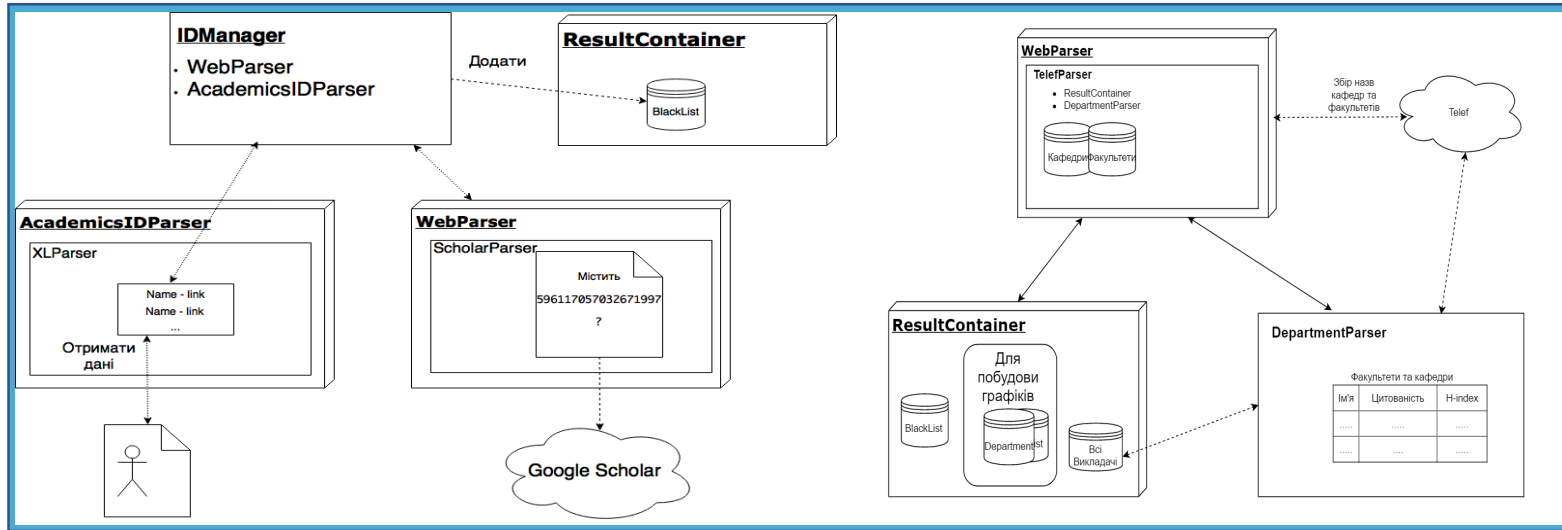 IDManager
• WebParser
• AcademicsIDParser
Додати
ResultContainer
BlackList
AcademicsIDParser
XLParser
Name - link
Name - link
...
Отримати
дані
WebParser
ScholarParser
Містить
596117057032671997
?
Google Scholar
WebParser
TelefParser
• ResultContainer
• DepartmentParser
Кафедри
Факультети
Збір назв
кафедр та
факультетів
Telef
ResultContainer
BlackList
Для
побудови
графіків
Department
ist
Всі
Викладачі
DepartmentParser
Факультети та кафедри
Ім'я Цитованість H-index
..... ..... .....
..... .... .....